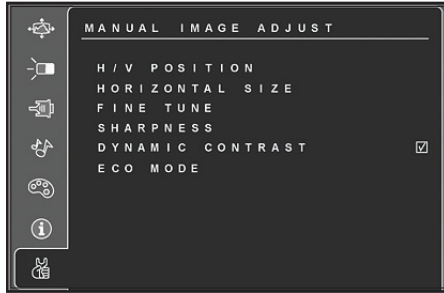 MANUAL IMAGE ADJUST
H/V POSITION
HORIZONTAL SIZE
FINE TUNE
SHARPNESS
DYNAMIC CONTRAST
ECO MODE